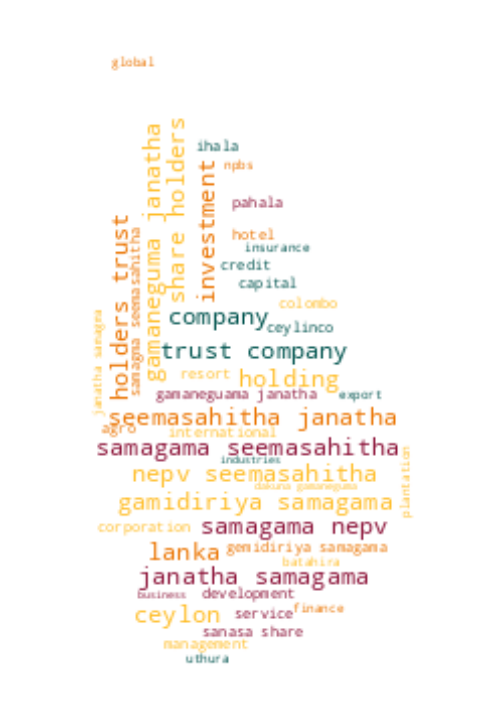 global
gamaneguma janatha
share holders
ihala
npbs
investment
pahala
holders trust
samagma seemasahitha
hotel
insurance
credit
capital
colombo
company
ceylinco
janatha samagma
trust company
resort
holding
gamaneguama janatha
export
seemasahitha janatha
agro
international
samagama seemasahitha
industries
nepv seemasahitha
dakuna gamaneguma
plantation
gamidiriya samagama
corporation
samagama nepv
lanka
gemidiriya samagama
batahira
janatha samagama
business
development
finance
ceylon
service
sanasa share
management
uthura